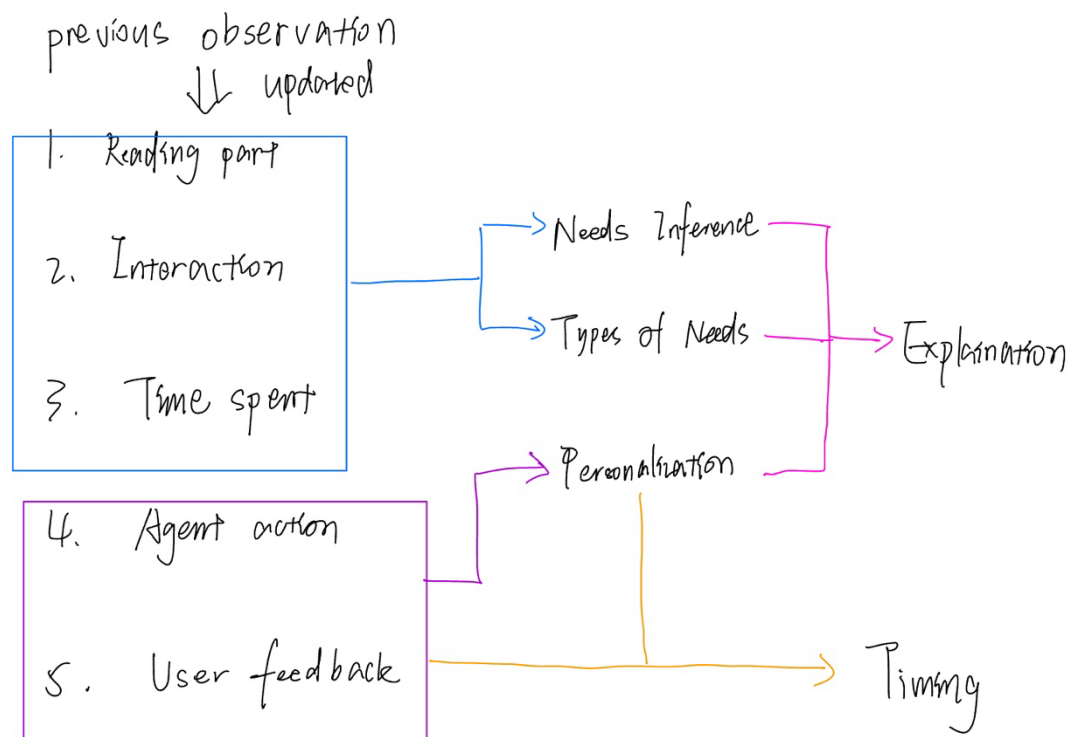 previous observation
updated
1. Reading part
2. Interaction
3. Time spent
4. Agent action
5. User feedback
Needs Inference
Types of Needs
Personalization
Explaination
Timing